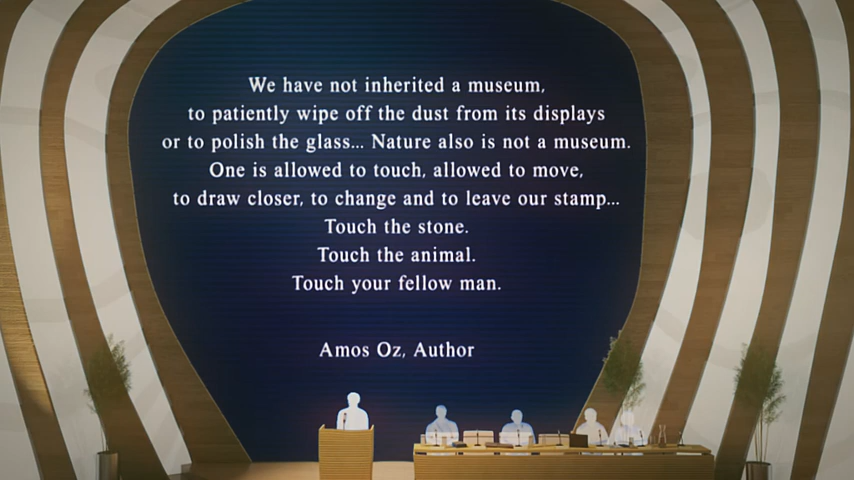 We have not inherited a museum,
to patiently wipe off the dust from its displays
or to polish the glass... Nature also is not a museum.
One is allowed to touch, allowed to move,
to draw closer, to change and to leave our stamp...
Touch the stone.
Touch the animal.
Touch your fellow man.
Amos Oz, Author